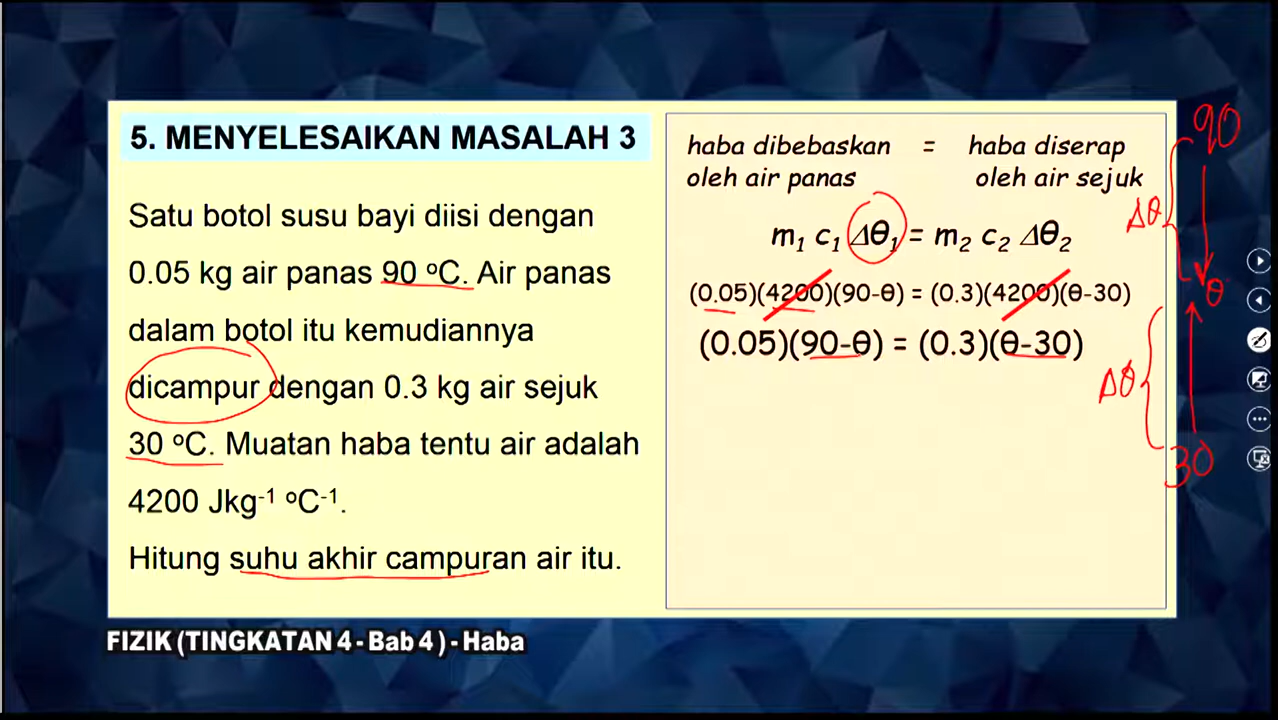 5. MENYELESAIKAN MASALAH 3
Satu botol susu bayi diisi dengan
0.05 kg air panas 90 ⁰C. Air panas
dalam botol itu kemudiannya
dicampur dengan 0.3 kg air sejuk
30 ⁰C. Muatan haba tentu air adalah
4200 Jkg⁻¹ ⁰C⁻¹.
Hitung suhu akhir campuran air itu.
haba dibebaskan = haba diserap
oleh air panas oleh air sejuk
m₁ c₁ Δθ₁ = m₂ c₂ Δθ₂
(0.05)(4200)(90-θ) = (0.3)(4200)(θ-30)
(0.05)(90-θ) = (0.3)(θ-30)
90
Δθ
θ
Δθ
30
FIZIK (TINGKATAN 4 - Bab 4 ) - Haba